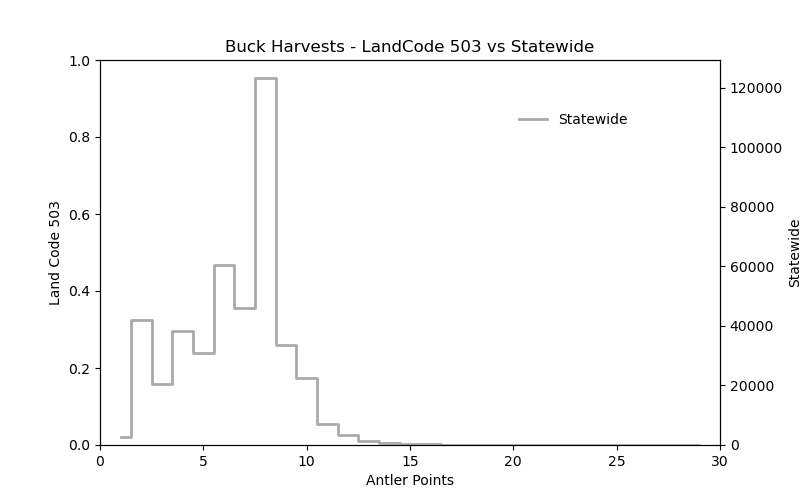 Buck Harvests - LandCode 503 vs Statewide
1.0
0.8
0.6
0.4
0.2
0.0
Land Code 503
Statewide
120000
100000
80000
60000
40000
20000
0
Statewide
0 5 10 15 20 25 30
Antler Points